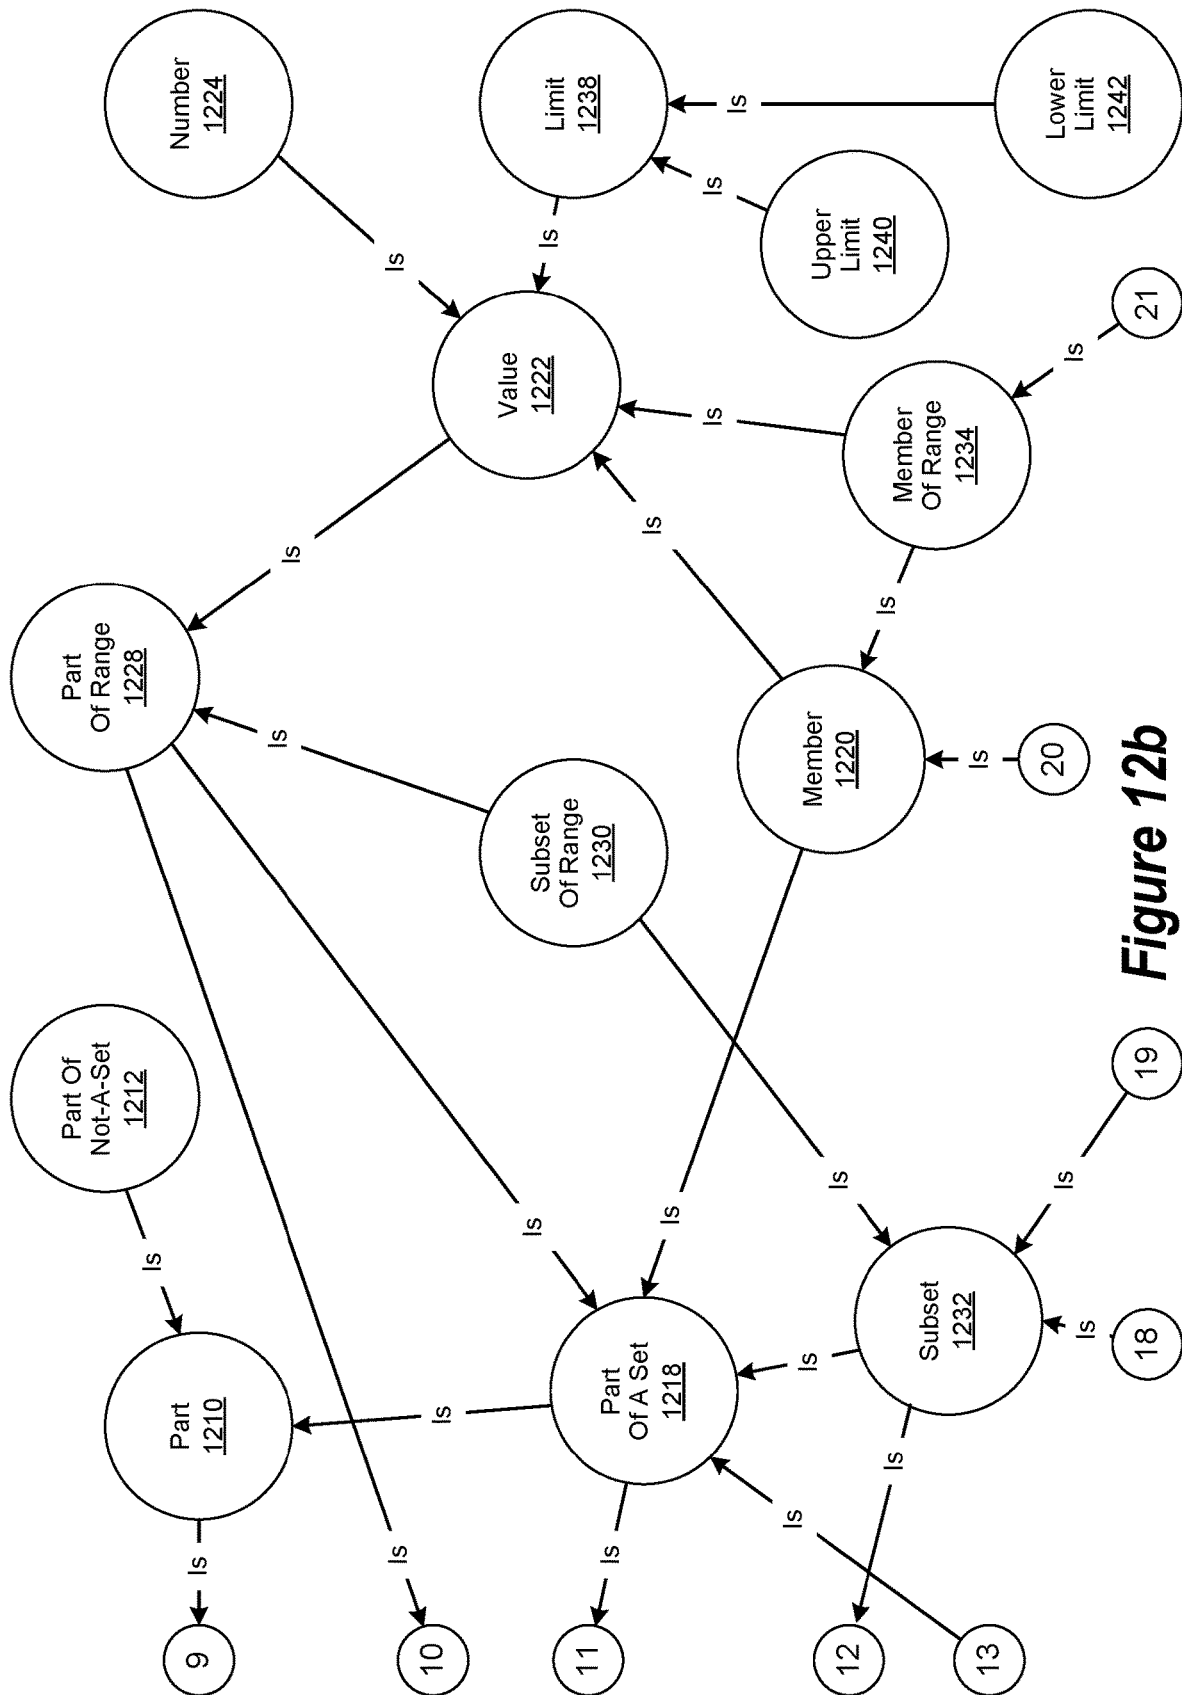 Part Of
Not-A-Set
1212
Part
Of Range
1228
Number
1224
9
Is
Part
1210
Is
Is
Is
Is
10
Is
Is
Value
1222
Is
Limit
1238
Is
Subset
Of Range
1230
11
Is
Part
Of A Set
1218
Is
Is
Is
Is
Is
Is
Is
Member
1220
Is
Upper
Limit
1240
12
Is
Is
Member
Of Range
1234
Subset
1232
13
Is
Is
Is
Is
Lower
Limit
1242
20
18
19
21
Figure 12b